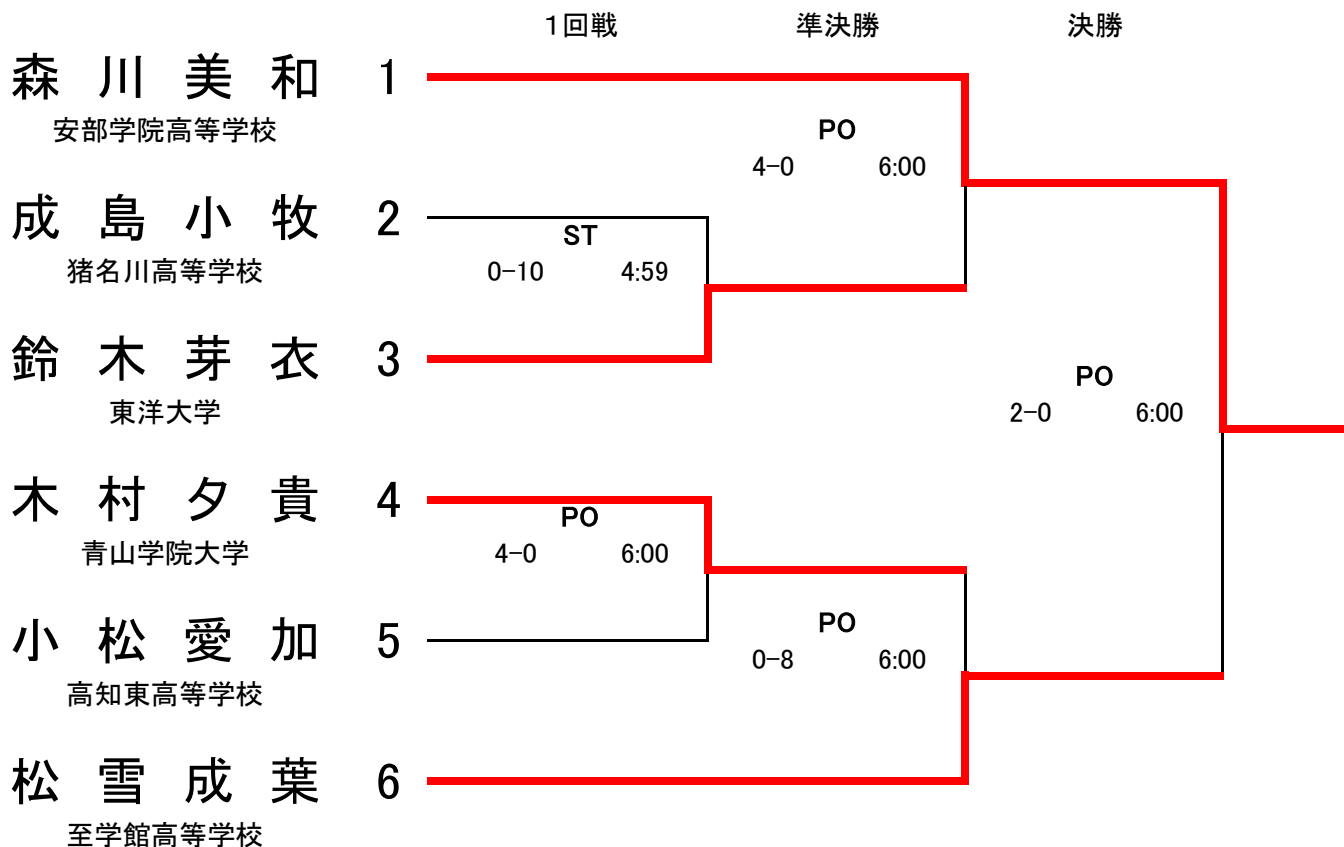 1回戦 準決勝 決勝
森川美和 1
安部学院高等学校
PO
4-0 6:00
成島小牧 2
ST
猪名川高等学校
0-10 4:59
鈴木芽衣 3
東洋大学
PO
2-0 6:00
木村夕貴 4
PO
青山学院大学
4-0 6:00
小松愛加 5
PO
高知東高等学校
0-8 6:00
松雪成葉 6
至学館高等学校